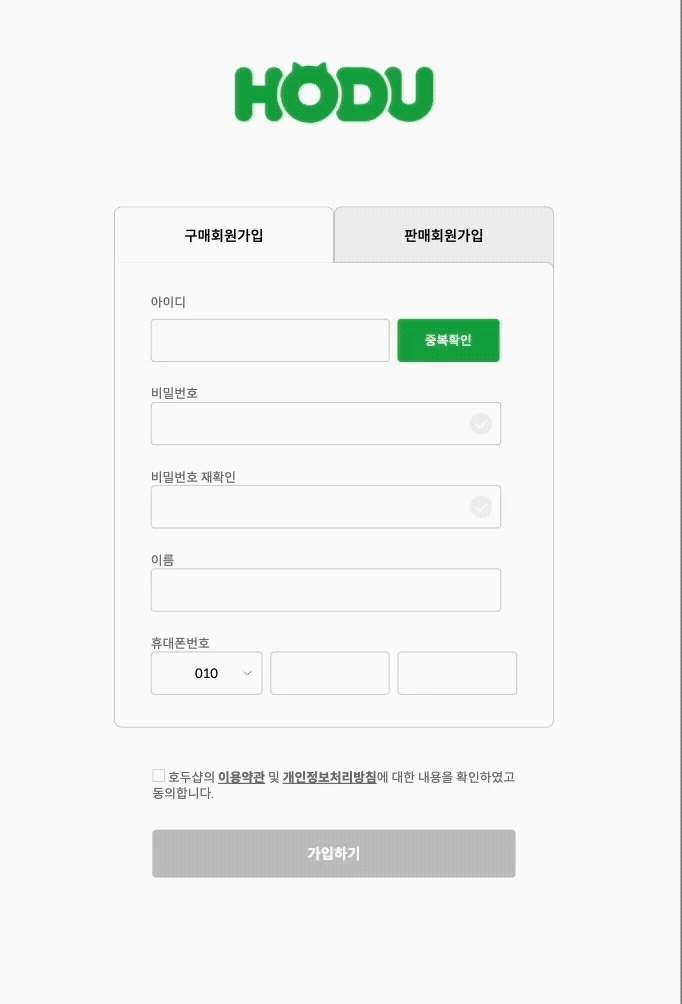 HODU
구매회원가입 판매회원가입
아이디
중복확인
비밀번호
비밀번호 재확인
이름
휴대폰번호
010
호두샵의 이용약관 및 개인정보처리방침에 대한 내용을 확인하였고
동의합니다.
가입하기